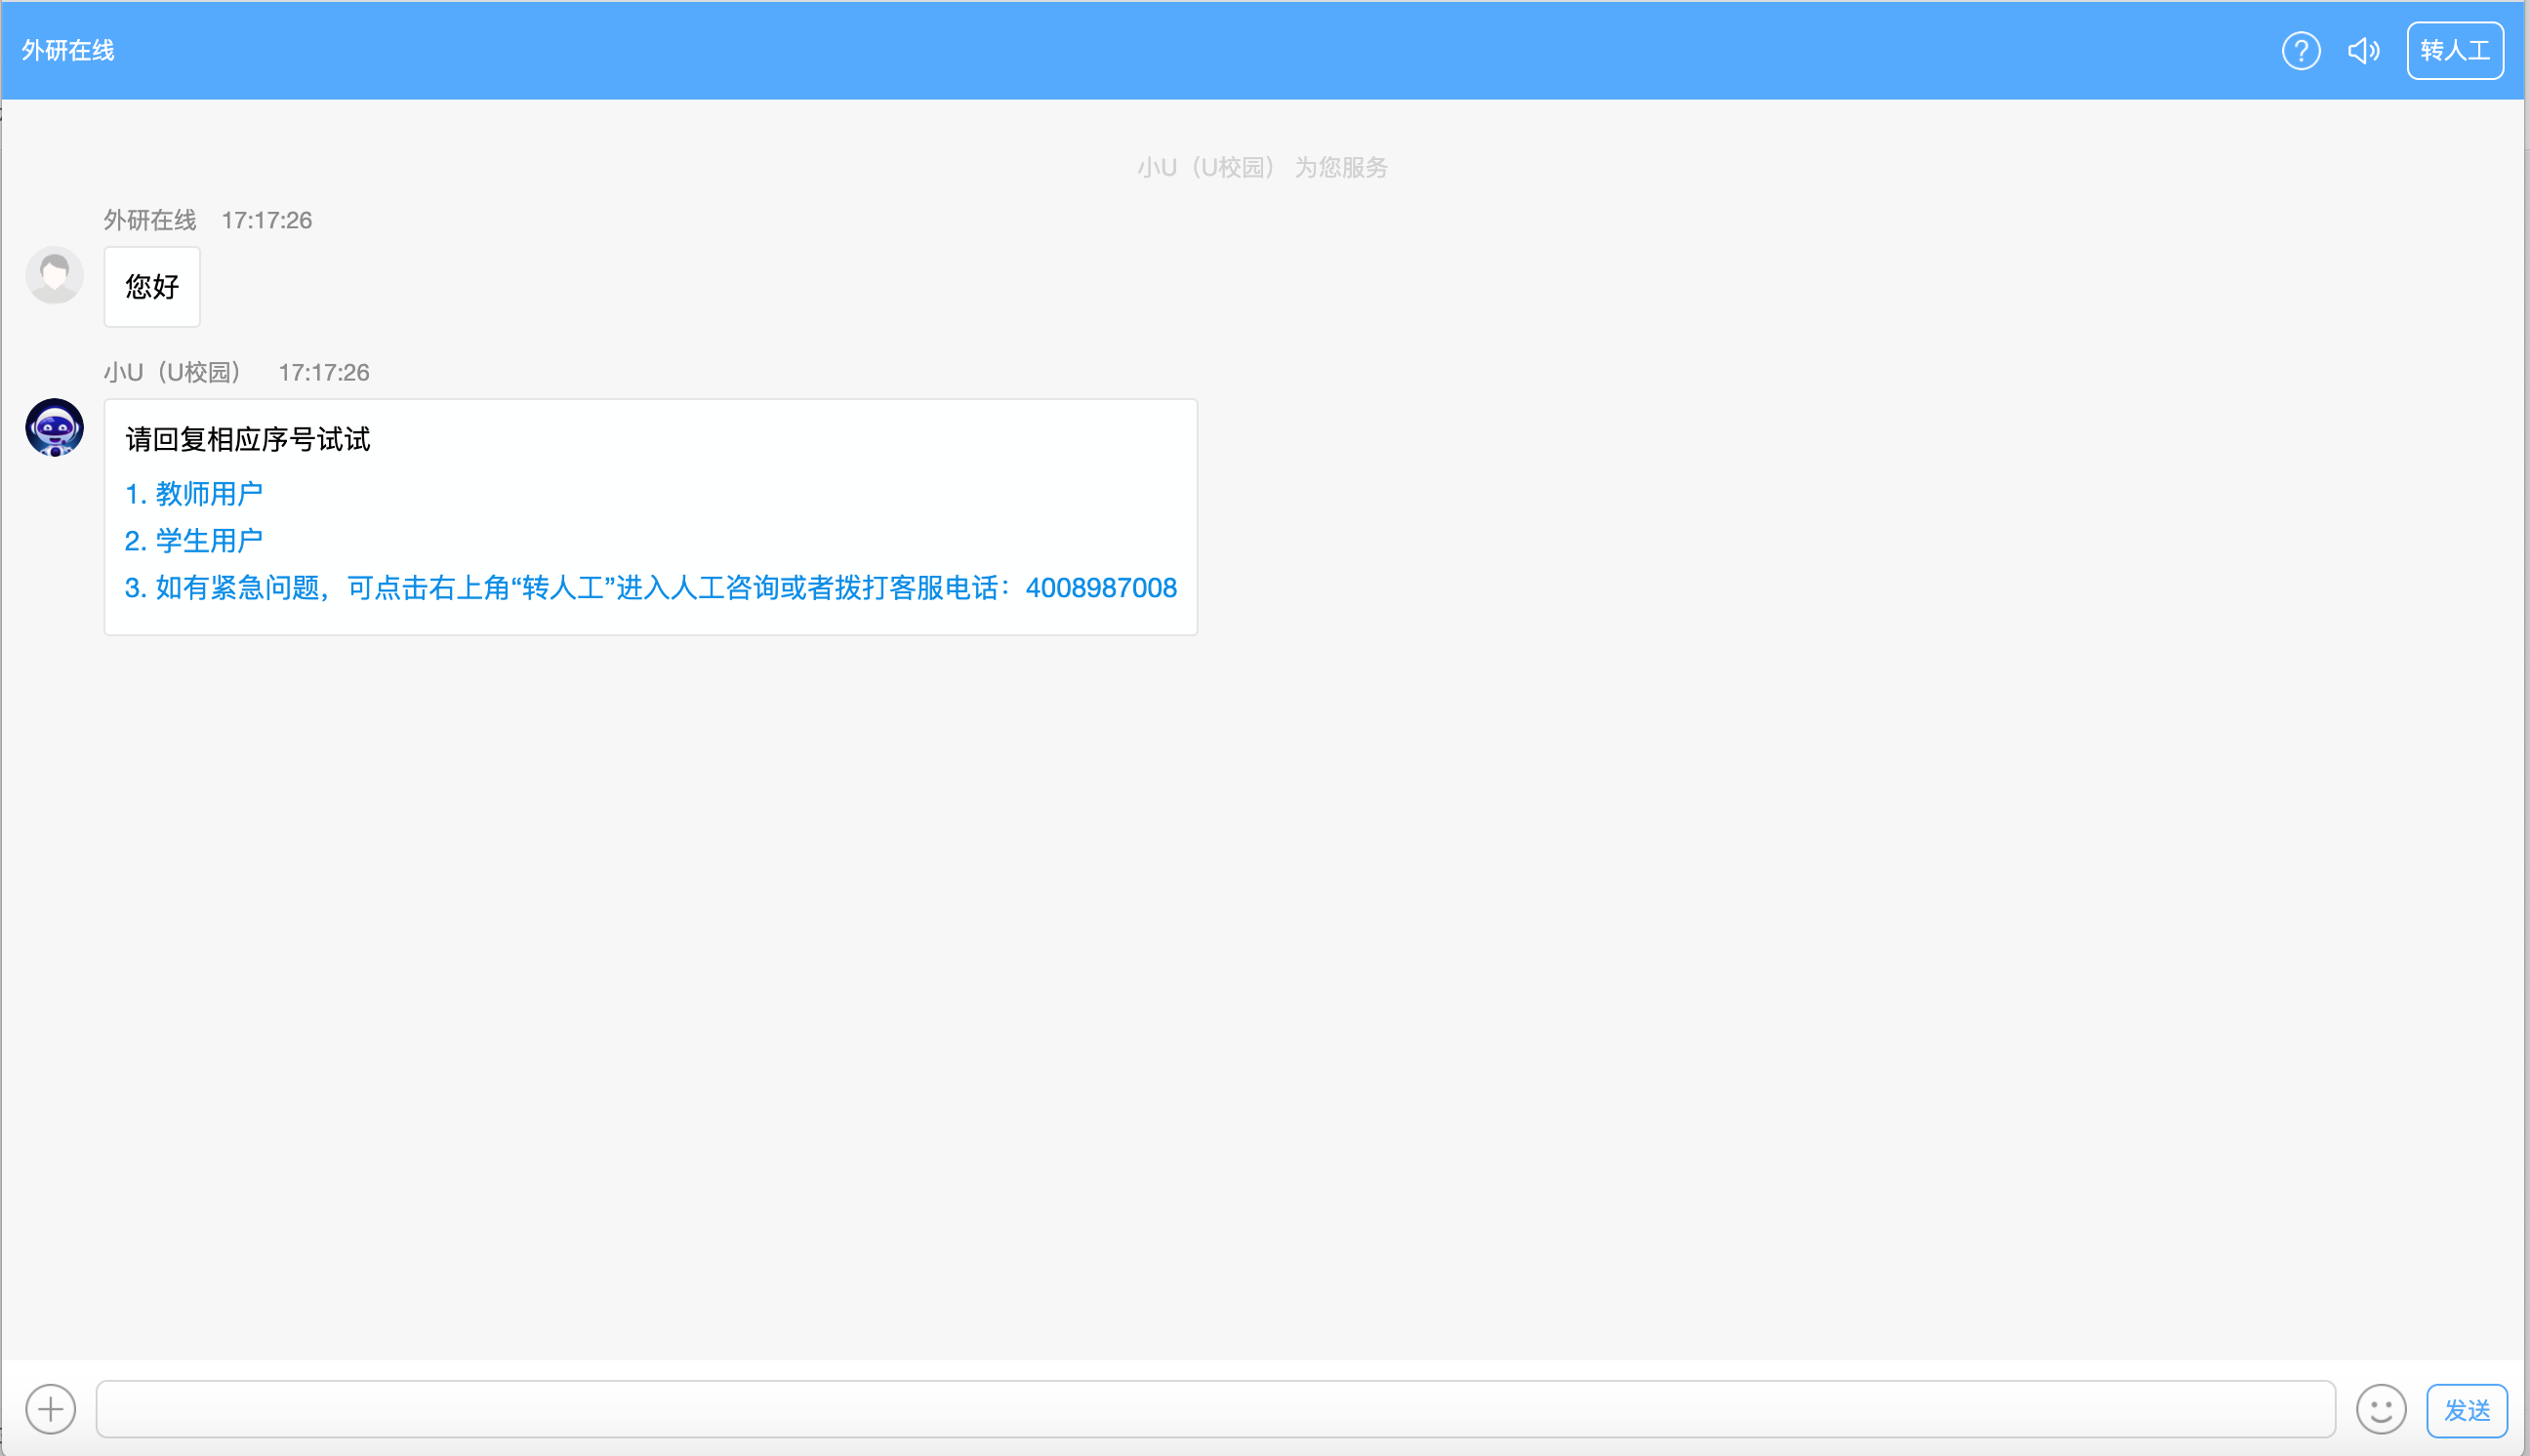 外研在线
?
转人工
小U（U校园） 为您服务
外研在线 17:17:26
您好
小U（U校园） 17:17:26
请回复相应序号试试
1. 教师用户
2. 学生用户
3. 如有紧急问题，可点击右上角“转人工”进入人工咨询或者拨打客服电话：4008987008
发送